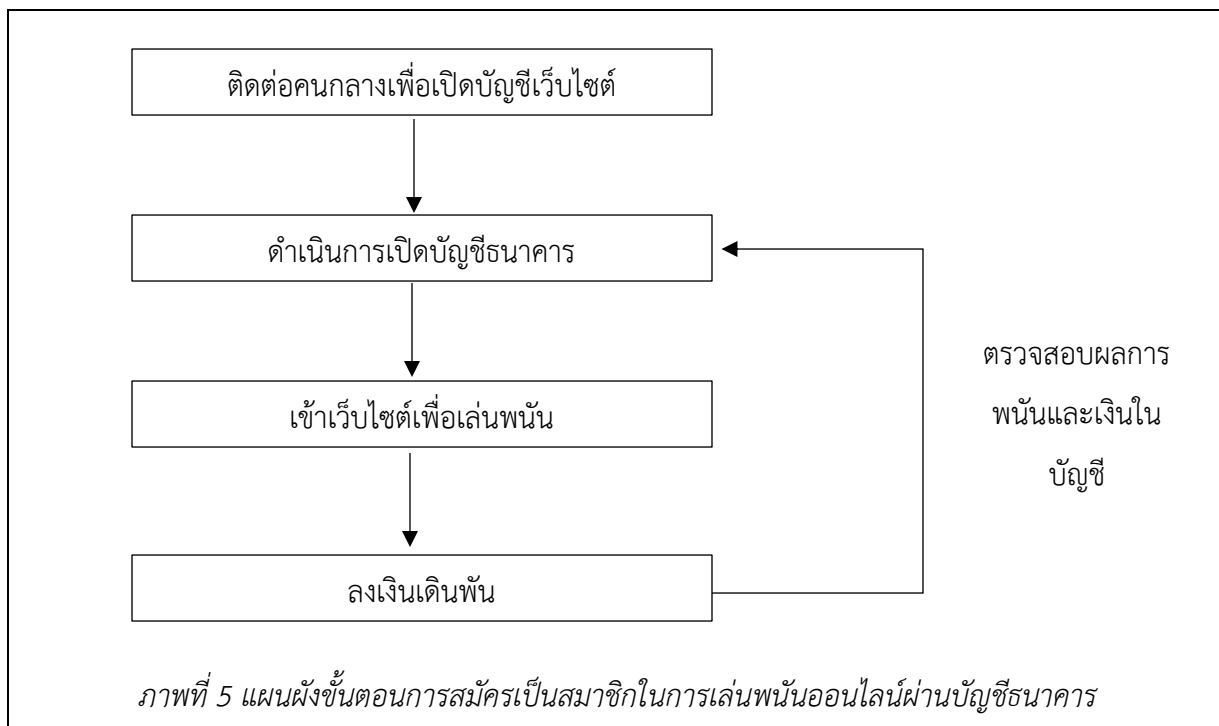 ติดต่อคนกลางเพื่อเปิดบัญชีเว็บไซต์
ดำเนินการเปิดบัญชีธนาคาร
เข้าเว็บไซต์เพื่อเล่นพนัน
ลงเงินเดินพัน
ตรวจสอบผลการ
พนันและเงินใน
บัญชี
ภาพที่ 5 แผนผังขั้นตอนการสมัครเป็นสมาชิกในการเล่นพนันออนไลน์ผ่านบัญชีธนาคาร